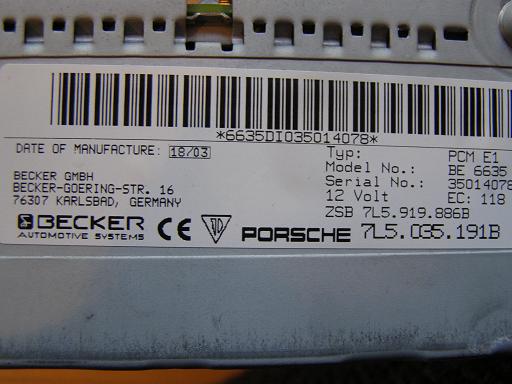 *6635DI035014078*
DATE OF MANUFACTURE: 18/03
Typ: PCM E1
Model No.: BE 6635
Serial No.: 35014078
12 Volt EC: 118
ZSB 7L5.919.886B
BECKER GMBH
BECKER-GOERING-STR. 16
76307 KARLSBAD, GERMANY
BECKER
AUTOMOTIVE SYSTEMS
CE
PORSCHE 7L5.035.191B